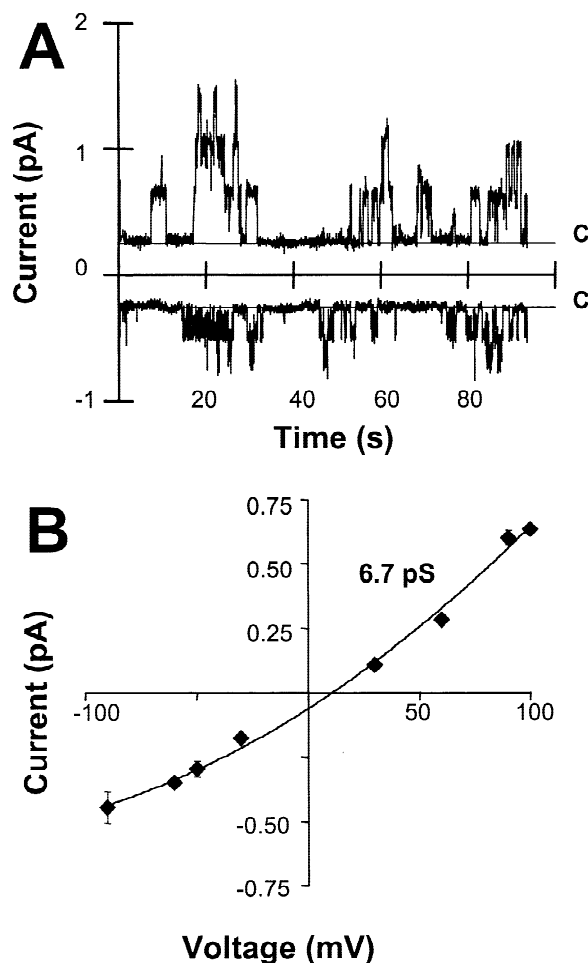 A
2
1
0
-1
Current (pA)
C
C
20 40 60 80
Time (s)
B
0.75
0.50
0.25
6.7 pS
-100 50 100
-0.50
-0.75
Current (pA)
Voltage (mV)